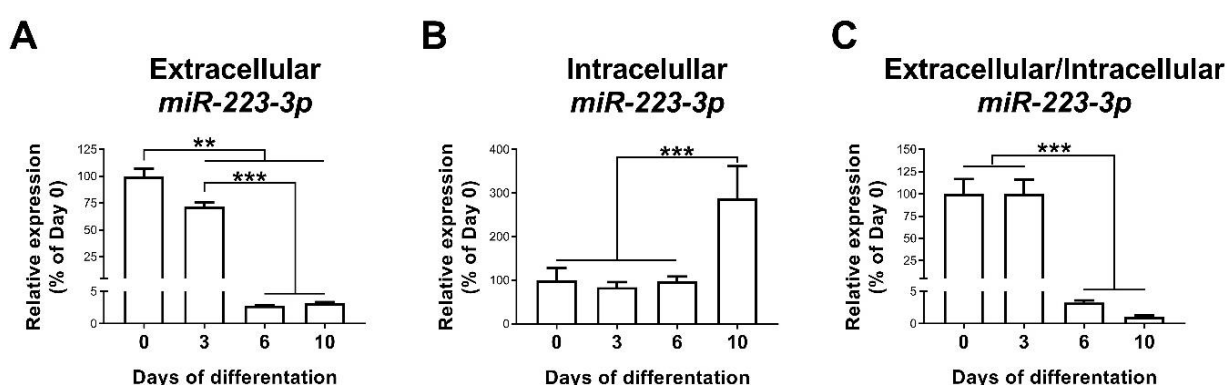 A
Extracellular
miR-223-3p
Relative expression
(% of Day 0)
125
100
75
50
25
5
0
**
***
0 3 6 10
Days of differentation
B
Intracelullar
miR-223-3p
Relative expression
(% of Day 0)
400
300
200
100
0
***
0 3 6 10
Days of differentation
C
Extracellular/Intracellular
miR-223-3p
Relative expression
(% of Day 0)
150
125
100
75
50
25
5
0
***
0 3 6 10
Days of differentation